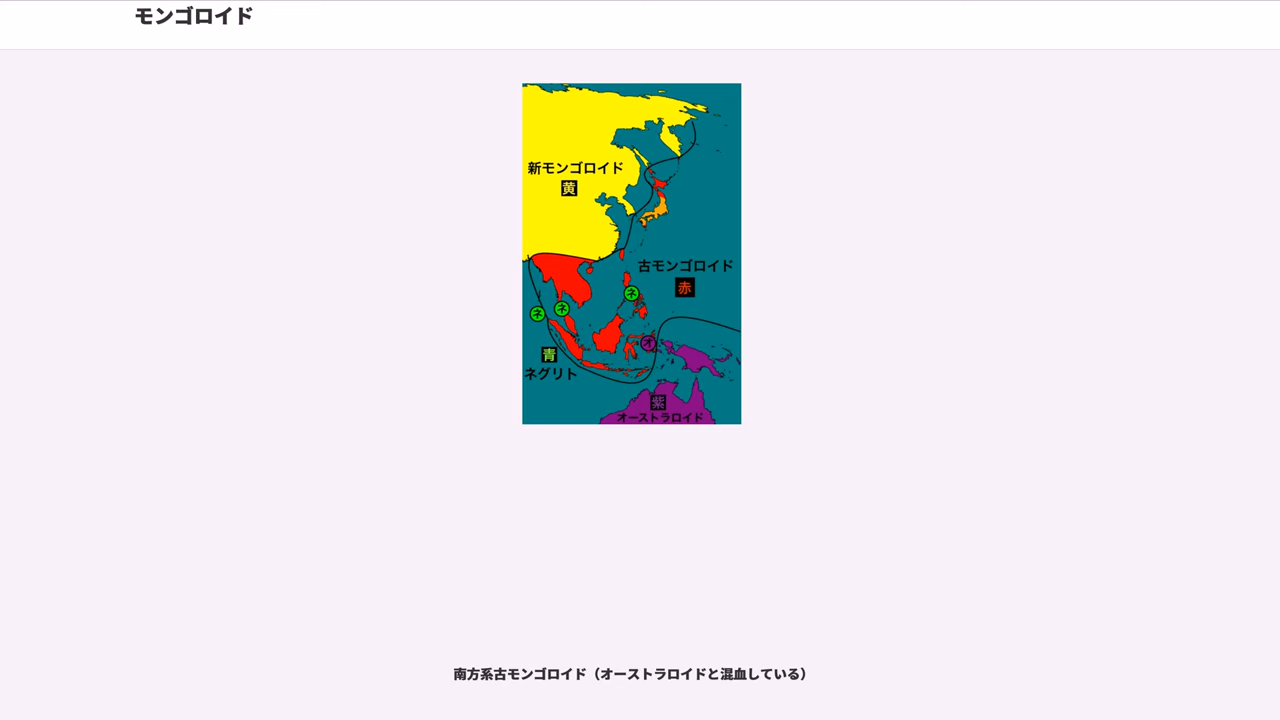 モンゴロイド
新モンゴロイド
黄
古モンゴロイド
赤
ネ
ネ
ネ
オ
青
ネグリト
紫
オーストラロイド
南方系古モンゴロイド（オーストラロイドと混血している）